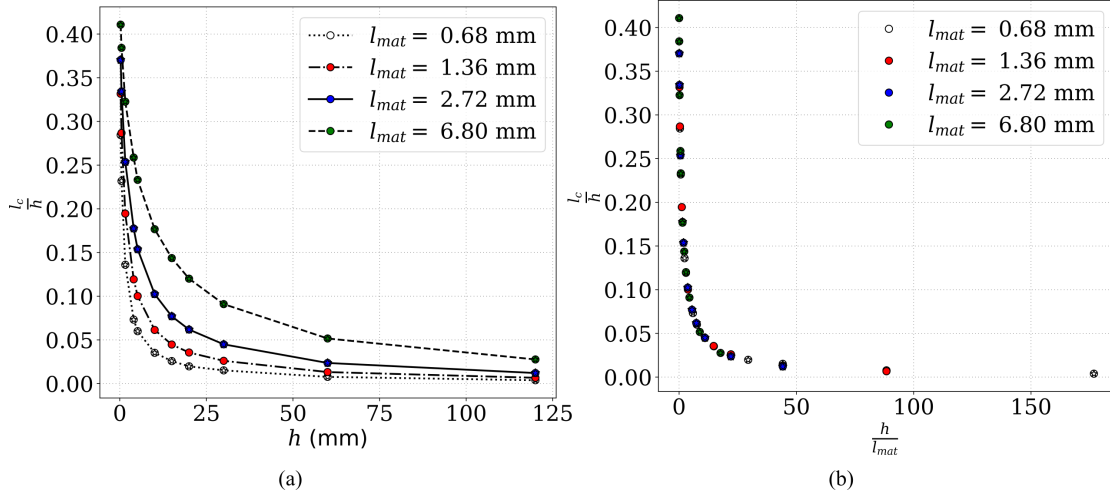 0.40
0.35
0.30
0.25
0.20
0.15
0.10
0.05
0.00
l_c/h
l_mat = 0.68 mm
l_mat = 1.36 mm
l_mat = 2.72 mm
l_mat = 6.80 mm
0 25 50 75 100 125
h (mm)
(a)
0.40
0.35
0.30
0.25
0.20
0.15
0.10
0.05
0.00
l_c/h
l_mat = 0.68 mm
l_mat = 1.36 mm
l_mat = 2.72 mm
l_mat = 6.80 mm
0 50 100 150
h/l_mat
(b)